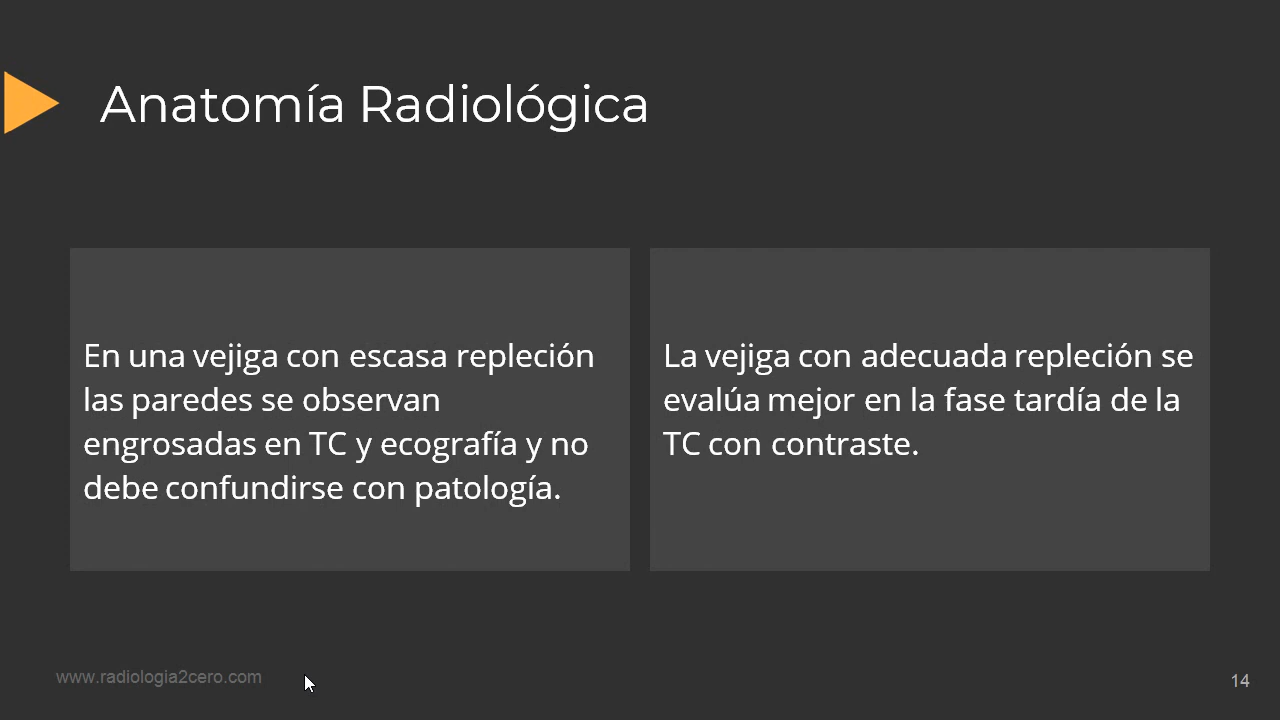 Anatomía Radiológica
En una vejiga con escasa repleción
las paredes se observan
engrosadas en TC y ecografía y no
debe confundirse con patología.
La vejiga con adecuada repleción se
evalúa mejor en la fase tardía de la
TC con contraste.
www.radiologia2cero.com
14